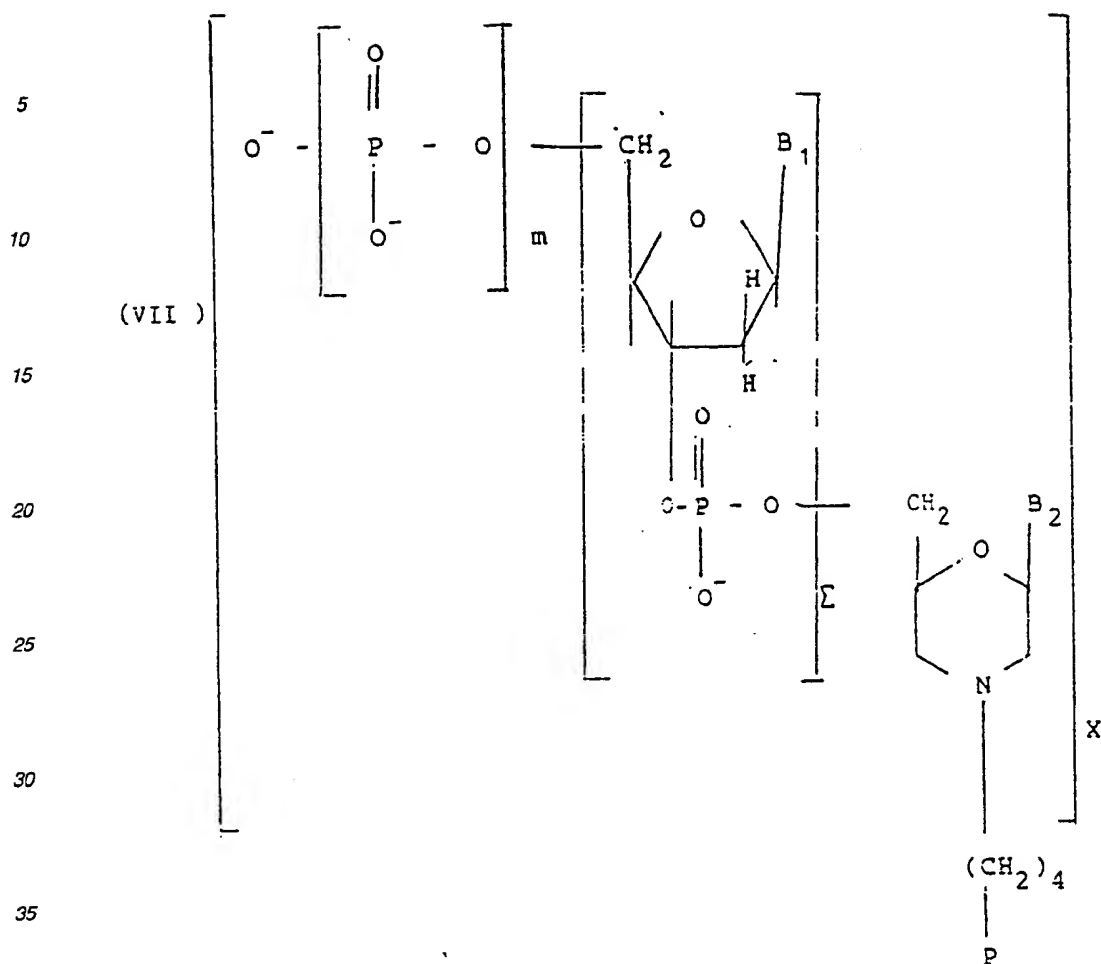 O
5
O⁻ - P - O CH₂ B₁
O
10
O⁻ m
H
(VII )
15
H
O
20
O-P - O CH₂ B₂
O
O⁻ Σ
25
N
X
30
(CH₂)₄
35
P